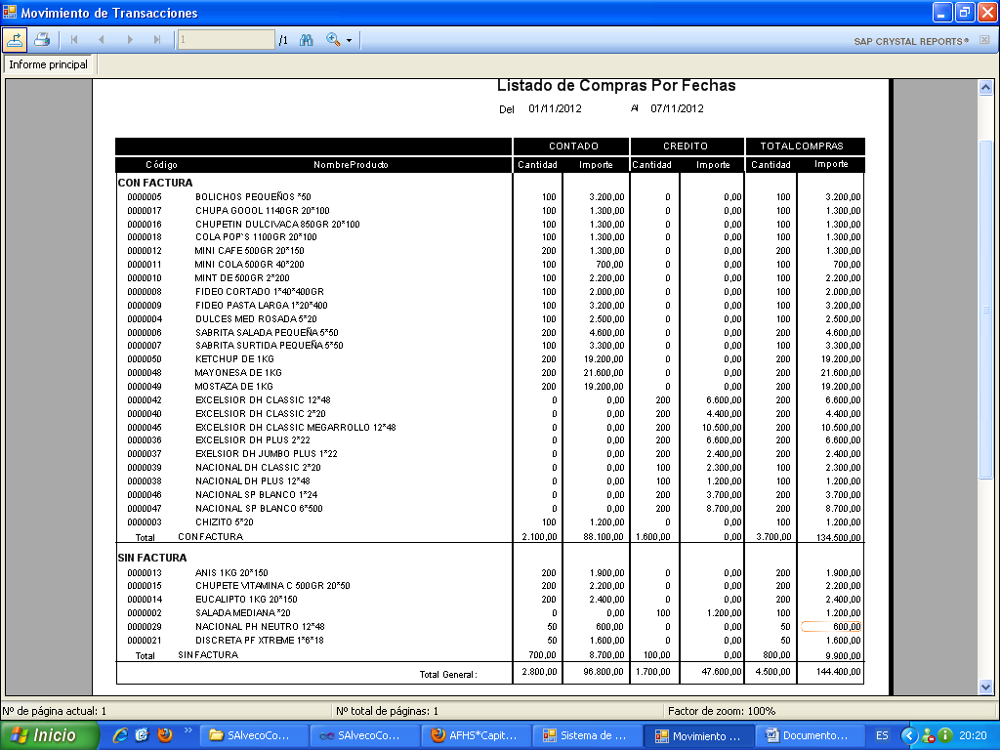 Movimiento de Transacciones
1 /1 SAP CRYSTAL REPORTS®
Informe principal
Listado de Compras Por Fechas
Del 01/11/2012 Al 07/11/2012
CONTADO CREDITO TOTAL COMPRAS
Código Nombre Producto Cantidad Importe Cantidad Importe Cantidad Importe
CON FACTURA
0000005 BOLICHOS PEQUEÑOS *50 100 3.200,00 0 0,00 100 3.200,00
0000017 CHUPA GOOOL 1140GR 20*100 100 1.300,00 0 0,00 100 1.300,00
0000016 CHUPETIN DULCIVACA 850GR 20*100 100 1.300,00 0 0,00 100 1.300,00
0000018 COLA POP`S 1100GR 20*100 100 1.300,00 0 0,00 100 1.300,00
0000012 MINI CAFE 500GR 20*150 200 1.300,00 0 0,00 200 1.300,00
0000011 MINI COLA 500GR 40*200 100 700,00 0 0,00 100 700,00
0000010 MINT DE 500GR 2*200 100 2.200,00 0 0,00 100 2.200,00
0000008 FIDEO CORTADO 1*40*400GR 100 2.000,00 0 0,00 100 2.000,00
0000009 FIDEO PASTA LARGA 1*20*400 100 3.200,00 0 0,00 100 3.200,00
0000004 DULCES MED ROSADA 5*20 100 2.500,00 0 0,00 100 2.500,00
0000006 SABRITA SALADA PEQUEÑA 5*50 200 4.600,00 0 0,00 200 4.600,00
0000007 SABRITA SURTIDA PEQUEÑA 5*50 100 3.300,00 0 0,00 100 3.300,00
0000050 KETCHUP DE 1KG 200 19.200,00 0 0,00 200 19.200,00
0000048 MAYONESA DE 1KG 200 21.600,00 0 0,00 200 21.600,00
0000049 MOSTAZA DE 1KG 200 19.200,00 0 0,00 200 19.200,00
0000042 EXCELSIOR DH CLASSIC 12*48 0 0,00 200 6.600,00 200 6.600,00
0000040 EXCELSIOR DH CLASSIC 2*20 0 0,00 200 4.400,00 200 4.400,00
0000045 EXCELSIOR DH CLASSIC MEGARROLLO 12*48 0 0,00 200 10.500,00 200 10.500,00
0000036 EXCELSIOR DH PLUS 2*22 0 0,00 200 6.600,00 200 6.600,00
0000037 EXELSIOR DH JUMBO PLUS 1*22 0 0,00 200 2.400,00 200 2.400,00
0000039 NACIONAL DH CLASSIC 2*20 0 0,00 100 2.300,00 100 2.300,00
0000038 NACIONAL DH PLUS 12*48 0 0,00 100 1.200,00 100 1.200,00
0000046 NACIONAL SP BLANCO 1*24 0 0,00 200 3.700,00 200 3.700,00
0000047 NACIONAL SP BLANCO 6*500 0 0,00 200 8.700,00 200 8.700,00
0000003 CHIZITO 5*20 100 1.200,00 0 0,00 100 1.200,00
Total CON FACTURA 2.100,00 88.100,00 1.600,00 0,00 3.700,00 134.500,00
SIN FACTURA
0000013 ANIS 1KG 20*150 200 1.900,00 0 0,00 200 1.900,00
0000015 CHUPETE VITAMINA C 500GR 20*50 200 2.200,00 0 0,00 200 2.200,00
0000014 EUCALIPTO 1KG 20*150 200 2.400,00 0 0,00 200 2.400,00
0000002 SALADA MEDIANA *20 0 0,00 100 1.200,00 100 1.200,00
0000029 NACIONAL PH NEUTRO 12*48 50 600,00 0 0,00 50 600,00
0000021 DISCRETA PF XTREME 1*6*18 50 1.600,00 0 0,00 50 1.600,00
Total SIN FACTURA 700,00 8.700,00 100,00 0,00 800,00 9.900,00
Total General: 2.800,00 96.800,00 1.700,00 47.600,00 4.500,00 144.400,00
Nº de página actual: 1 Nº total de páginas: 1 Factor de zoom: 100%
Inicio » SAlvecoCo... SAlvecoCo... AFHS*Capit... Sistema de ... Movimiento ... Documento... ES 20:20